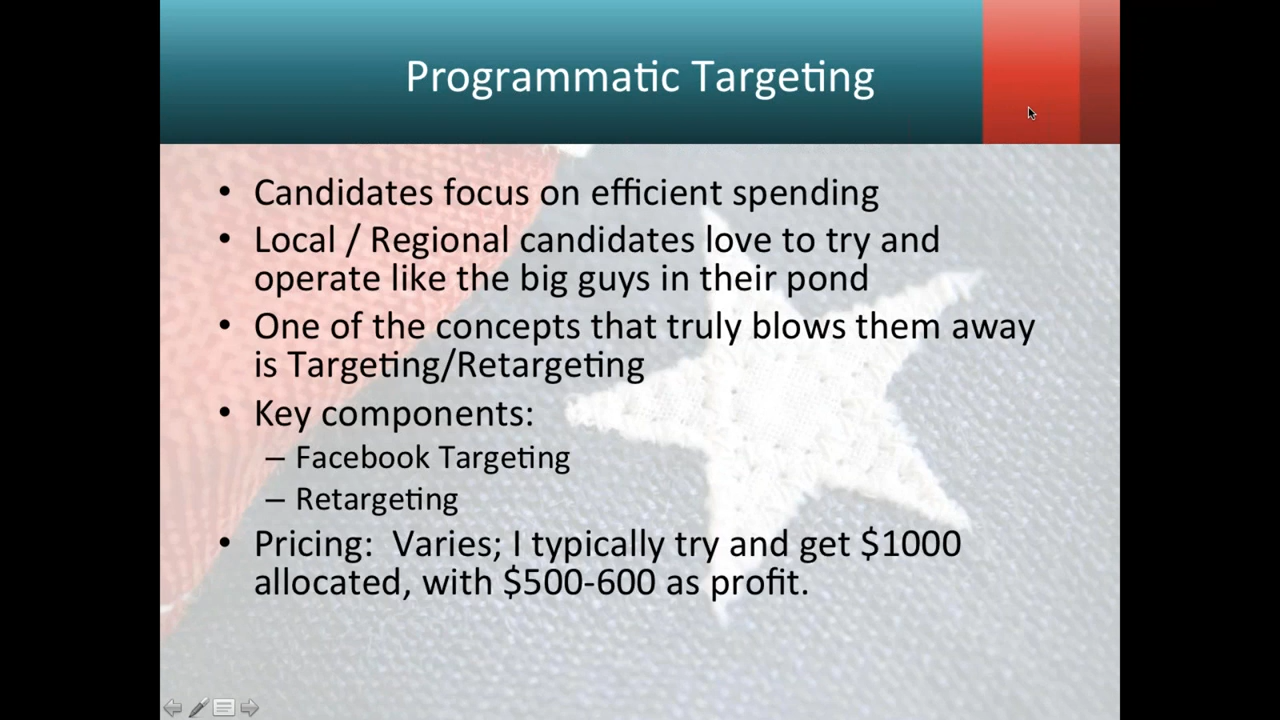 Programmatic Targeting
• Candidates focus on efficient spending
• Local / Regional candidates love to try and
operate like the big guys in their pond
• One of the concepts that truly blows them away
is Targeting/Retargeting
• Key components:
– Facebook Targeting
– Retargeting
• Pricing:  Varies; I typically try and get $1000
allocated, with $500-600 as profit.